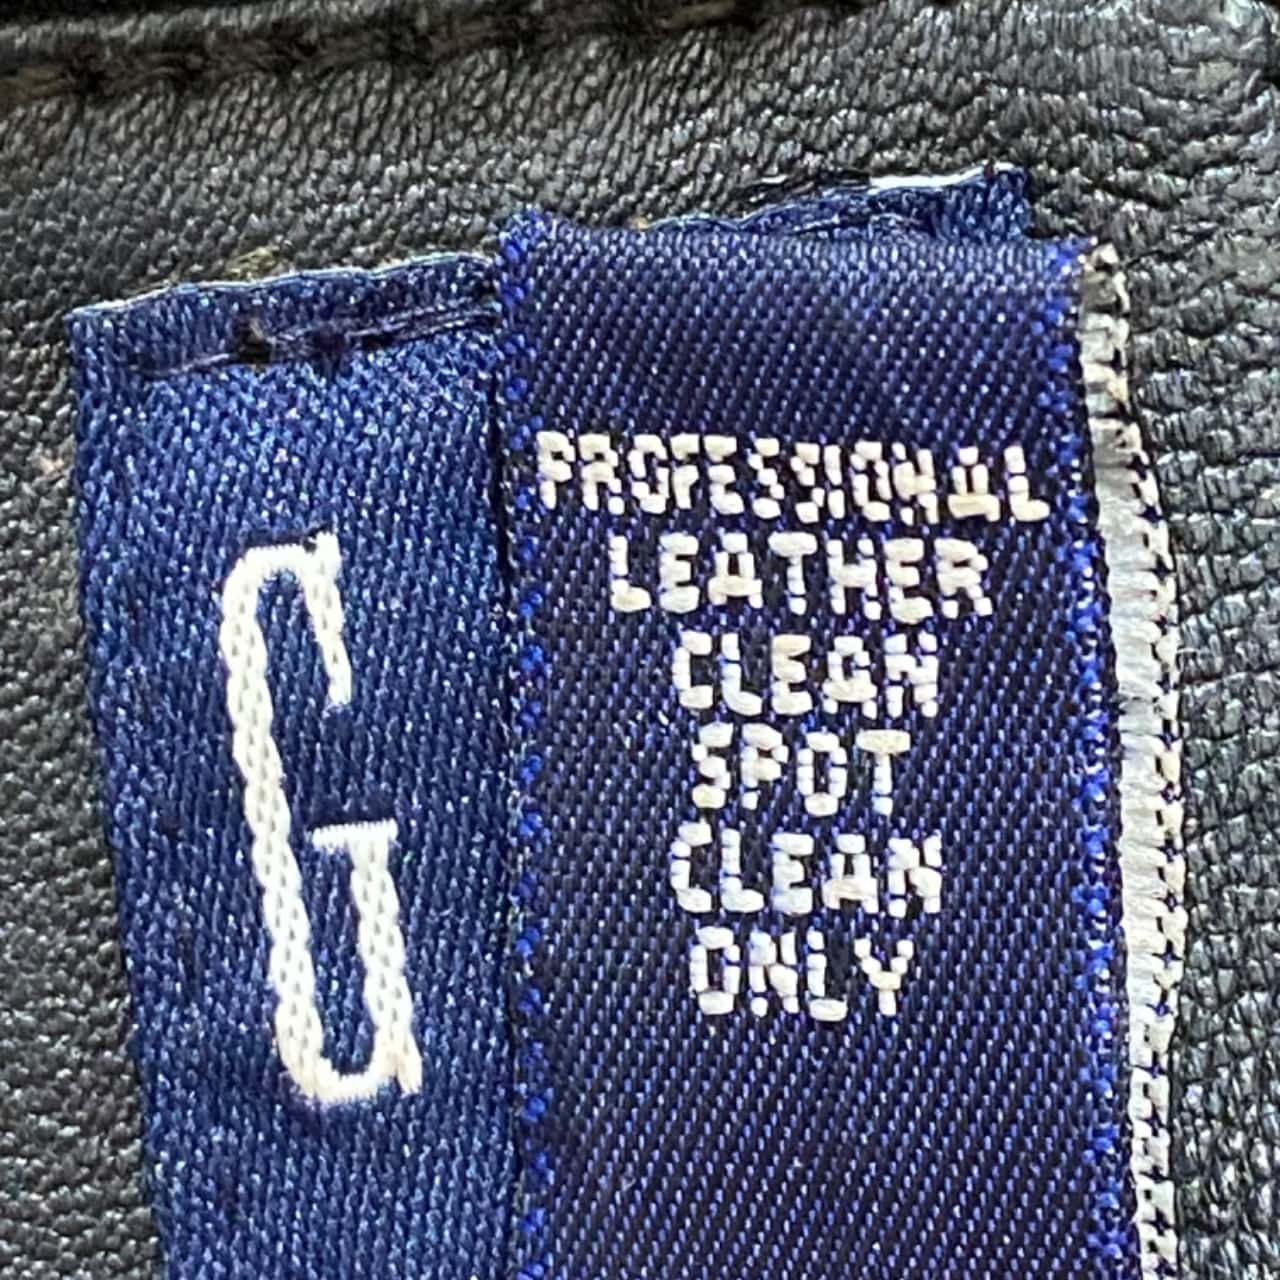 G
PROFESSIONAL
LEATHER
CLEAN
SPOT
CLEAN
ONLY